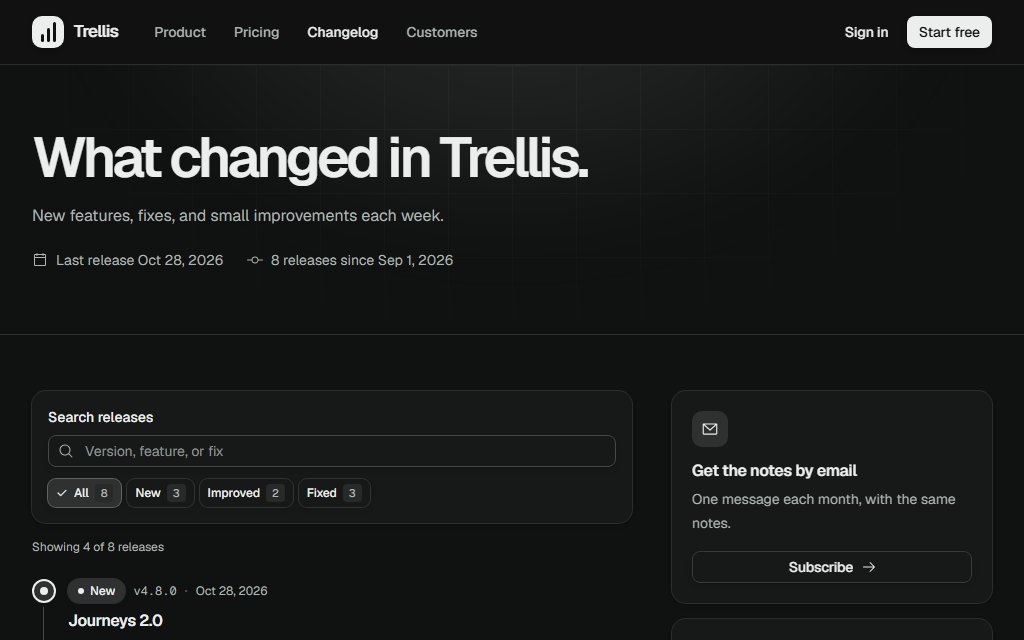 Trellis Product Pricing Changelog Customers Sign in Start free
What changed in Trellis.
New features, fixes, and small improvements each week.
Last release Oct 28, 2026 8 releases since Sep 1, 2026
Search releases
Version, feature, or fix
All 8 New 3 Improved 2 Fixed 3
Showing 4 of 8 releases
New v4.8.0 · Oct 28, 2026
Journeys 2.0
Get the notes by email
One message each month, with the same
notes.
Subscribe